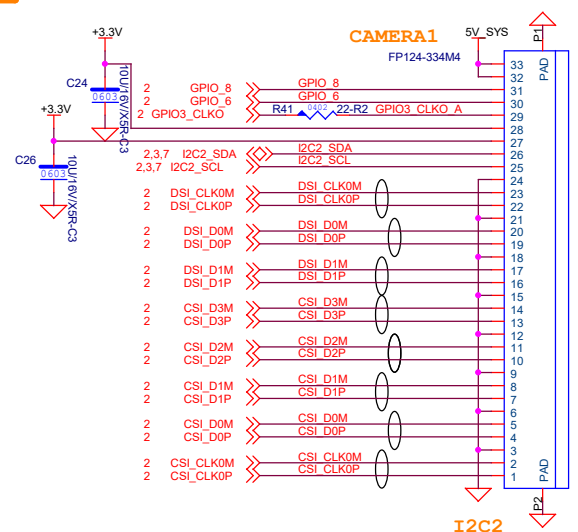 CAMERA1
+3.3V
5V_SYS
P1
FP124-334M4
PAD
33
32
C24
0603
10U/16V/X5R-C3
2 GPIO_8 GPIO_8 31
2 GPIO_6 GPIO_6 30
2 GPIO3_CLKO R41 0402 22-R2 GPIO3_CLKO_A 29
+3.3V
28
27
C26
0603
10U/16V/X5R-C3
2,3,7 I2C2_SDA I2C2_SDA 26
2,3,7 I2C2_SCL I2C2_SCL 25
24
2 DSI_CLK0M DSI_CLK0M 23
2 DSI_CLK0P DSI_CLK0P 22
21
2 DSI_D0M DSI_D0M 20
2 DSI_D0P DSI_D0P 19
18
2 DSI_D1M DSI_D1M 17
2 DSI_D1P DSI_D1P 16
15
2 CSI_D3M CSI_D3M 14
2 CSI_D3P CSI_D3P 13
12
2 CSI_D2M CSI_D2M 11
2 CSI_D2P CSI_D2P 10
9
2 CSI_D1M CSI_D1M 8
2 CSI_D1P CSI_D1P 7
6
2 CSI_D0M CSI_D0M 5
2 CSI_D0P CSI_D0P 4
3
2 CSI_CLK0M CSI_CLK0M 2
2 CSI_CLK0P CSI_CLK0P 1
PAD
P2
I2C2